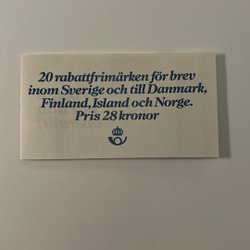 20 rabattfrimärken för brev
inom Sverige och till Danmark,
Finland, Island och Norge.
Pris 28 kronor